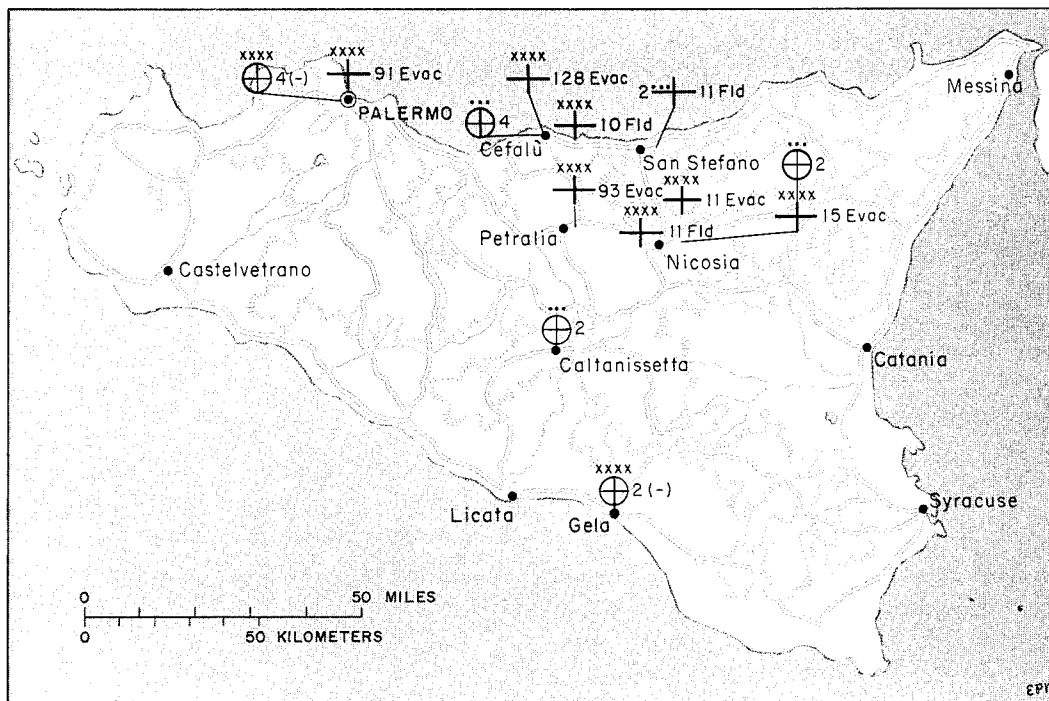 xxxx
4(-)
xxxx
91 Evac
PALERMO
xxxx
128 Evac
4
Cefalù
xxxx
10 Fld
2
11 Fld
San Stefano
Messina
2
xxxx
93 Evac
xxxx
11 Evac
xxxx
15 Evac
Petralia
xxxx
11 Fld
Nicosia
Castelvetrano
2
Caltanissetta
Catania
xxxx
2 (-)
Licata
Gela
Syracuse
0 50 MILES
0 50 KILOMETERS